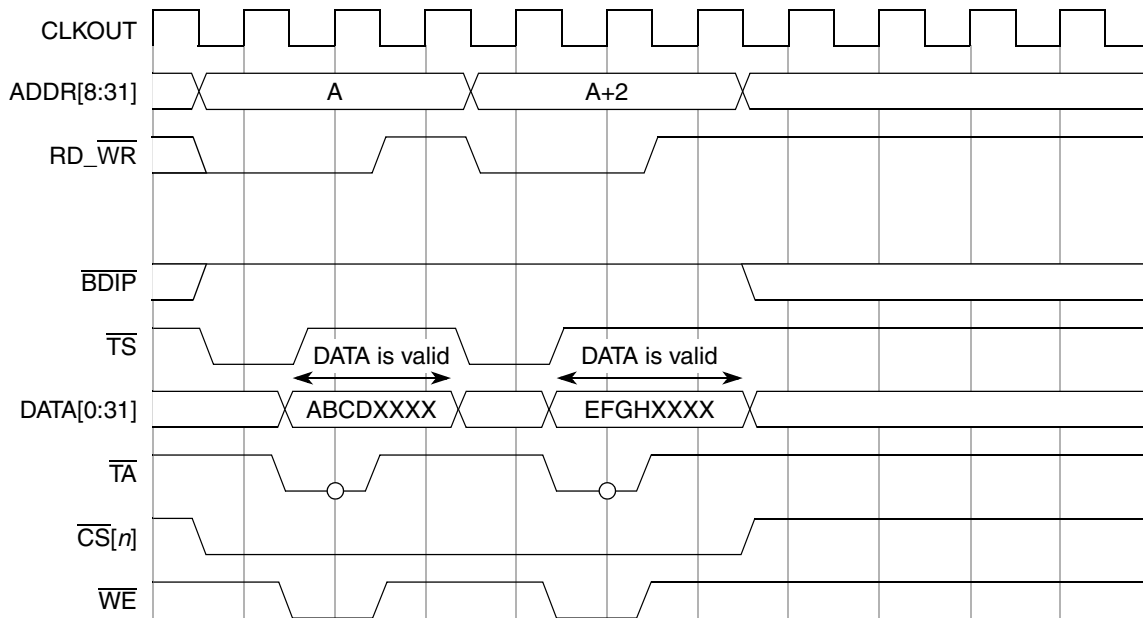 CLKOUT
ADDR[8:31] A A+2
RD_WR
BDIP
TS
DATA is valid DATA is valid
DATA[0:31] ABCDXXXX EFGHXXXX
TA
CS[n]
WE